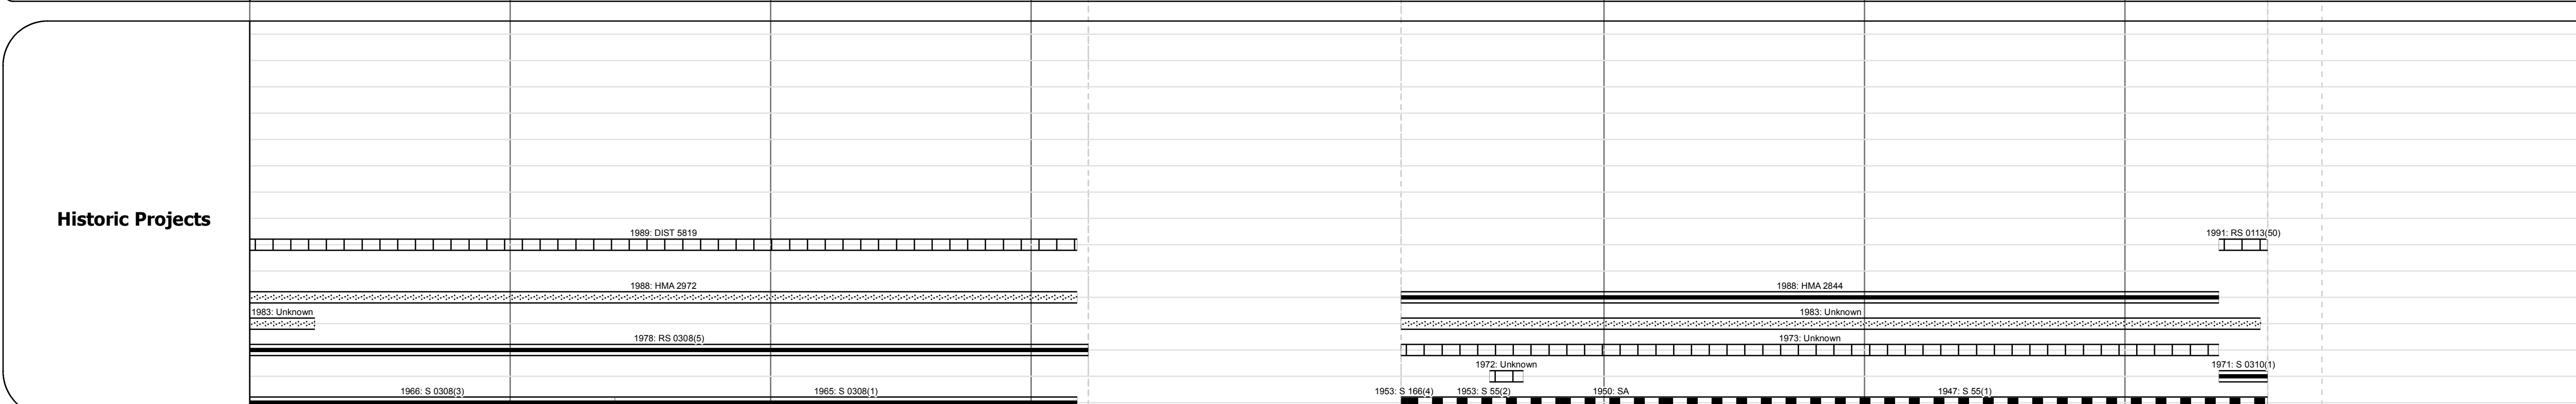 Historic Projects
1989: DIST 5819
1991: RS 0113(50)
1988: HMA 2972
1988: HMA 2844
1983: Unknown
1983: Unknown
1978: RS 0308(5)
1973: Unknown
1972: Unknown
1971: S 0310(1)
1966: S 0308(3)
1965: S 0308(1)
1953: S 166(4)
1953: S 55(2)
1950: SA
1947: S 55(1)